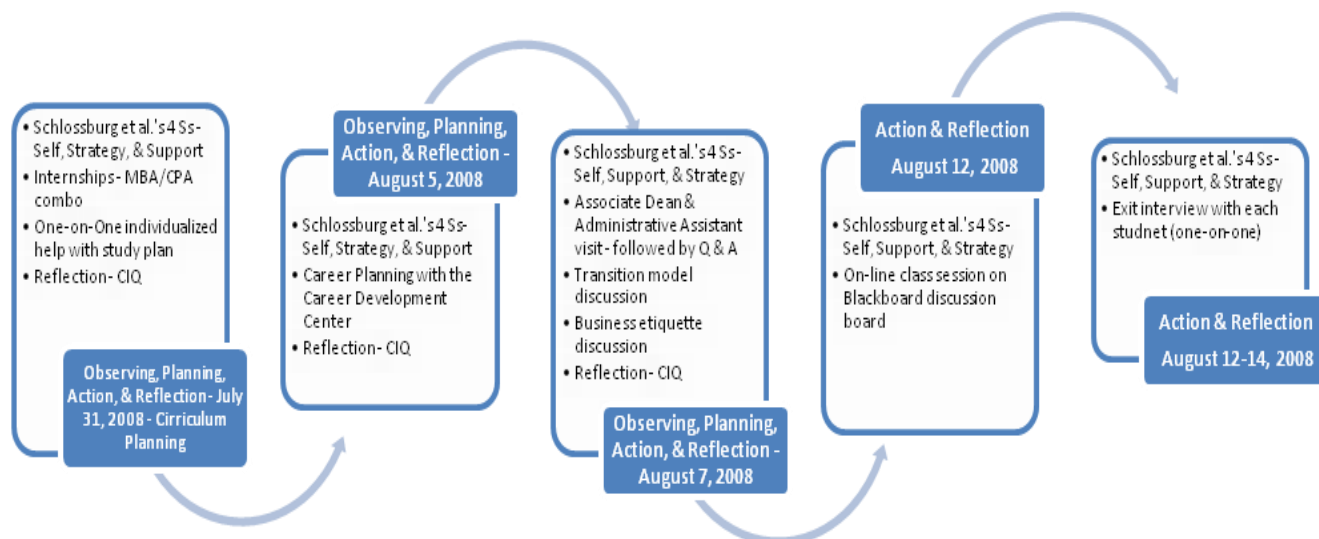 • Schlossburg et al.'s 4 Ss-
Self, Strategy, & Support
• Internships- MBA/CPA
combo
• One-on-One individualized
help with study plan
• Reflection- CIQ
Observing, Planning,
Action, & Reflection- July
31, 2008 - Cirriculum
Planning
Observing, Planning,
Action, & Reflection -
August 5, 2008
• Schlossburg et al.'s 4 Ss-
Self, Strategy, & Support
• Career Planning with the
Career Development
Center
• Reflection- CIQ
• Schlossburg et al.'s 4 Ss-
Self, Support, & Strategy
• Associate Dean &
Administrative Assistant
visit- followed by Q & A
• Transition model
discussion
• Business etiquette
discussion
• Reflection- CIQ
Observing, Planning,
Action, & Reflection -
August 7, 2008
Action & Reflection
August 12, 2008
• Schlossburg et al.'s 4 Ss-
Self, Support, & Strategy
• On-line class session on
Blackboard discussion
board
• Schlossburg et al.'s 4 Ss-
Self, Support, & Strategy
• Exit interview with each
studnet (one-on-one)
Action & Reflection
August 12-14, 2008